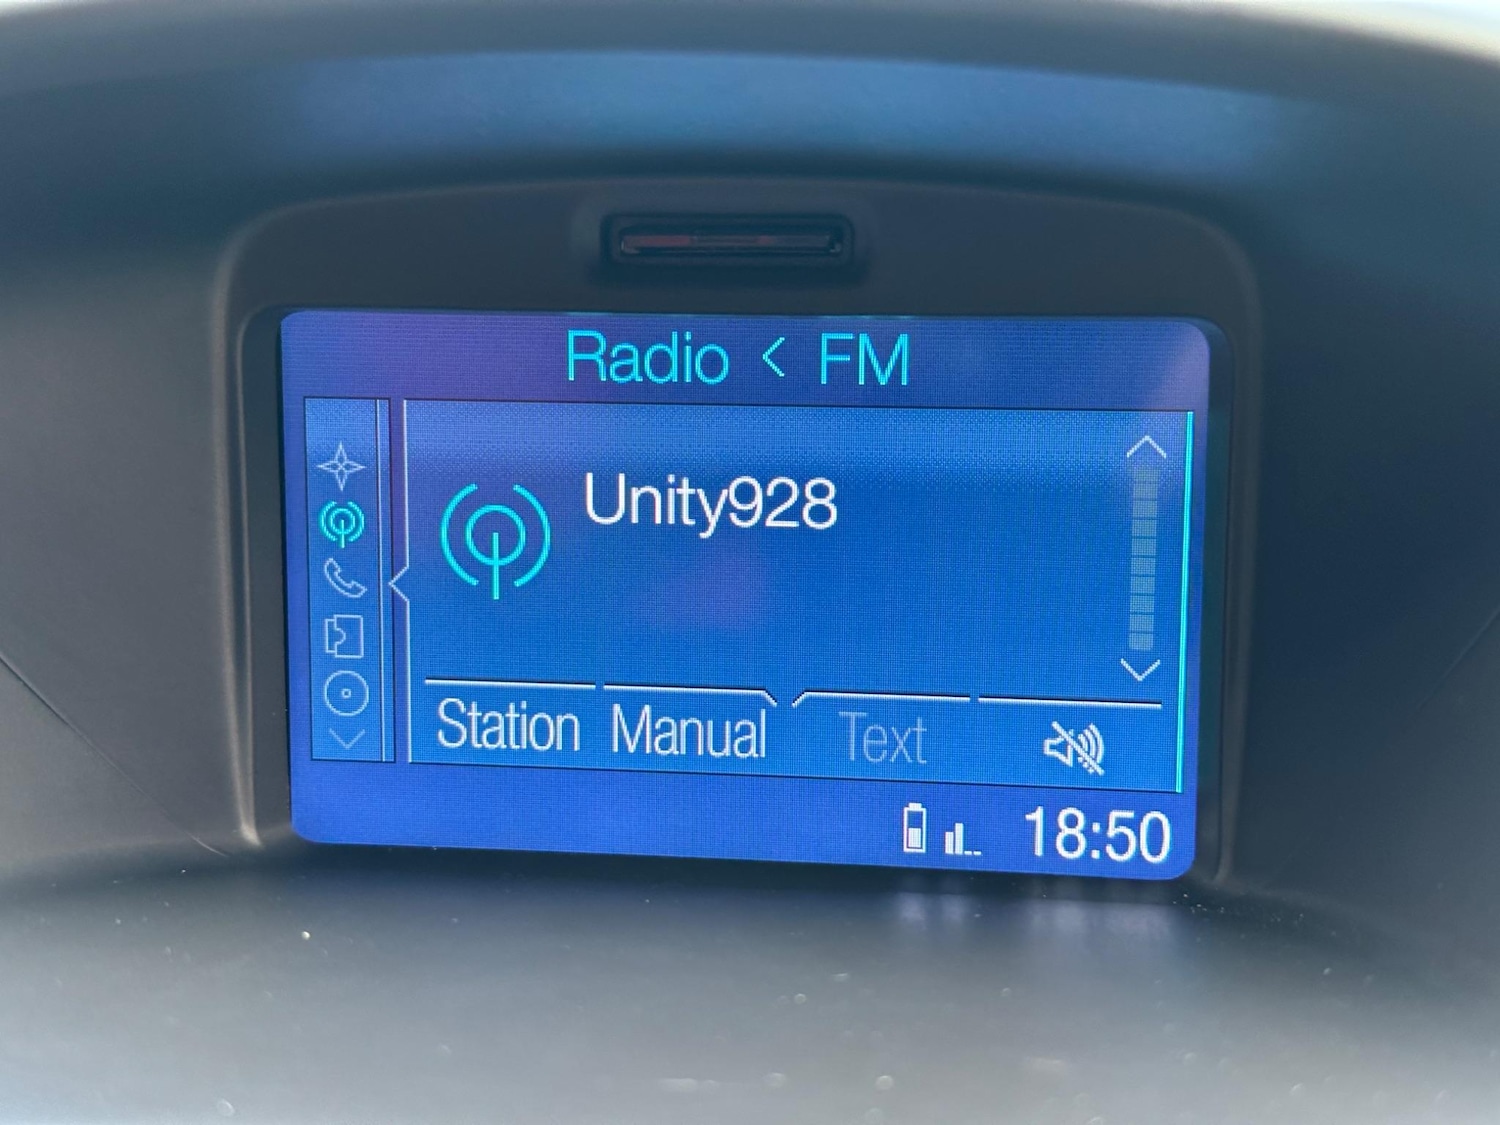 Radio < FM
Unity928
Station Manual Text
18:50